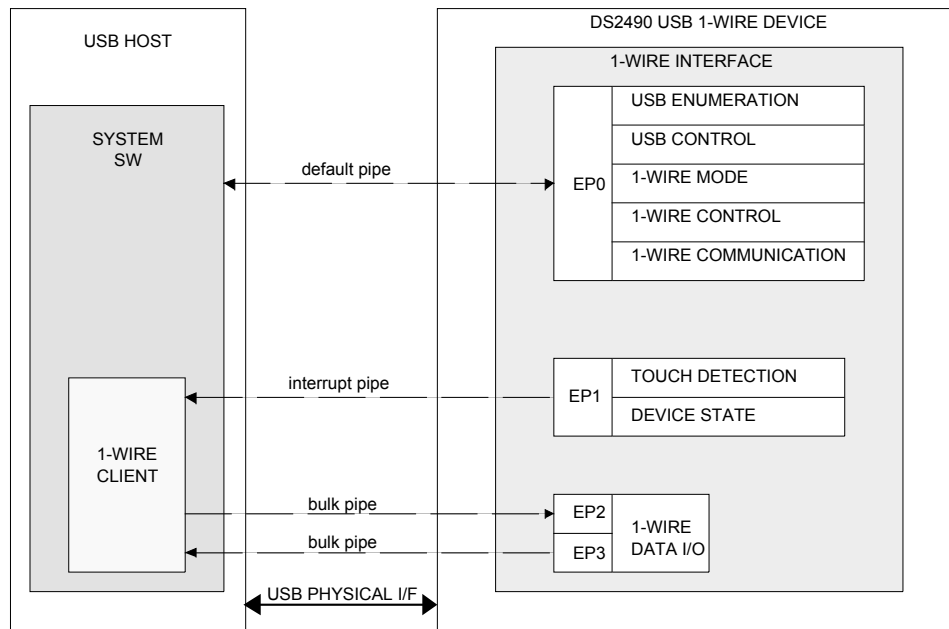 USB HOST
SYSTEM
SW
1-WIRE
CLIENT
default pipe
interrupt pipe
bulk pipe
bulk pipe
USB PHYSICAL I/F
DS2490 USB 1-WIRE DEVICE
1-WIRE INTERFACE
EP0
USB ENUMERATION
USB CONTROL
1-WIRE MODE
1-WIRE CONTROL
1-WIRE COMMUNICATION
EP1
TOUCH DETECTION
DEVICE STATE
EP2
EP3
1-WIRE
DATA I/O